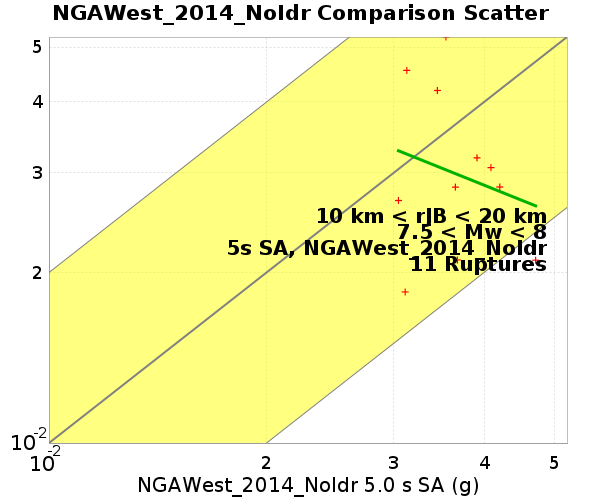 NGAWest_2014_NoIdr Comparison Scatter
5
4
3
2
10-2
10-2
2
3
4
5
10 km < rJB < 20 km
7.5 < Mw < 8
5s SA, NGAWest_2014_NoIdr
11 Ruptures
NGAWest_2014_NoIdr 5.0 s SA (g)